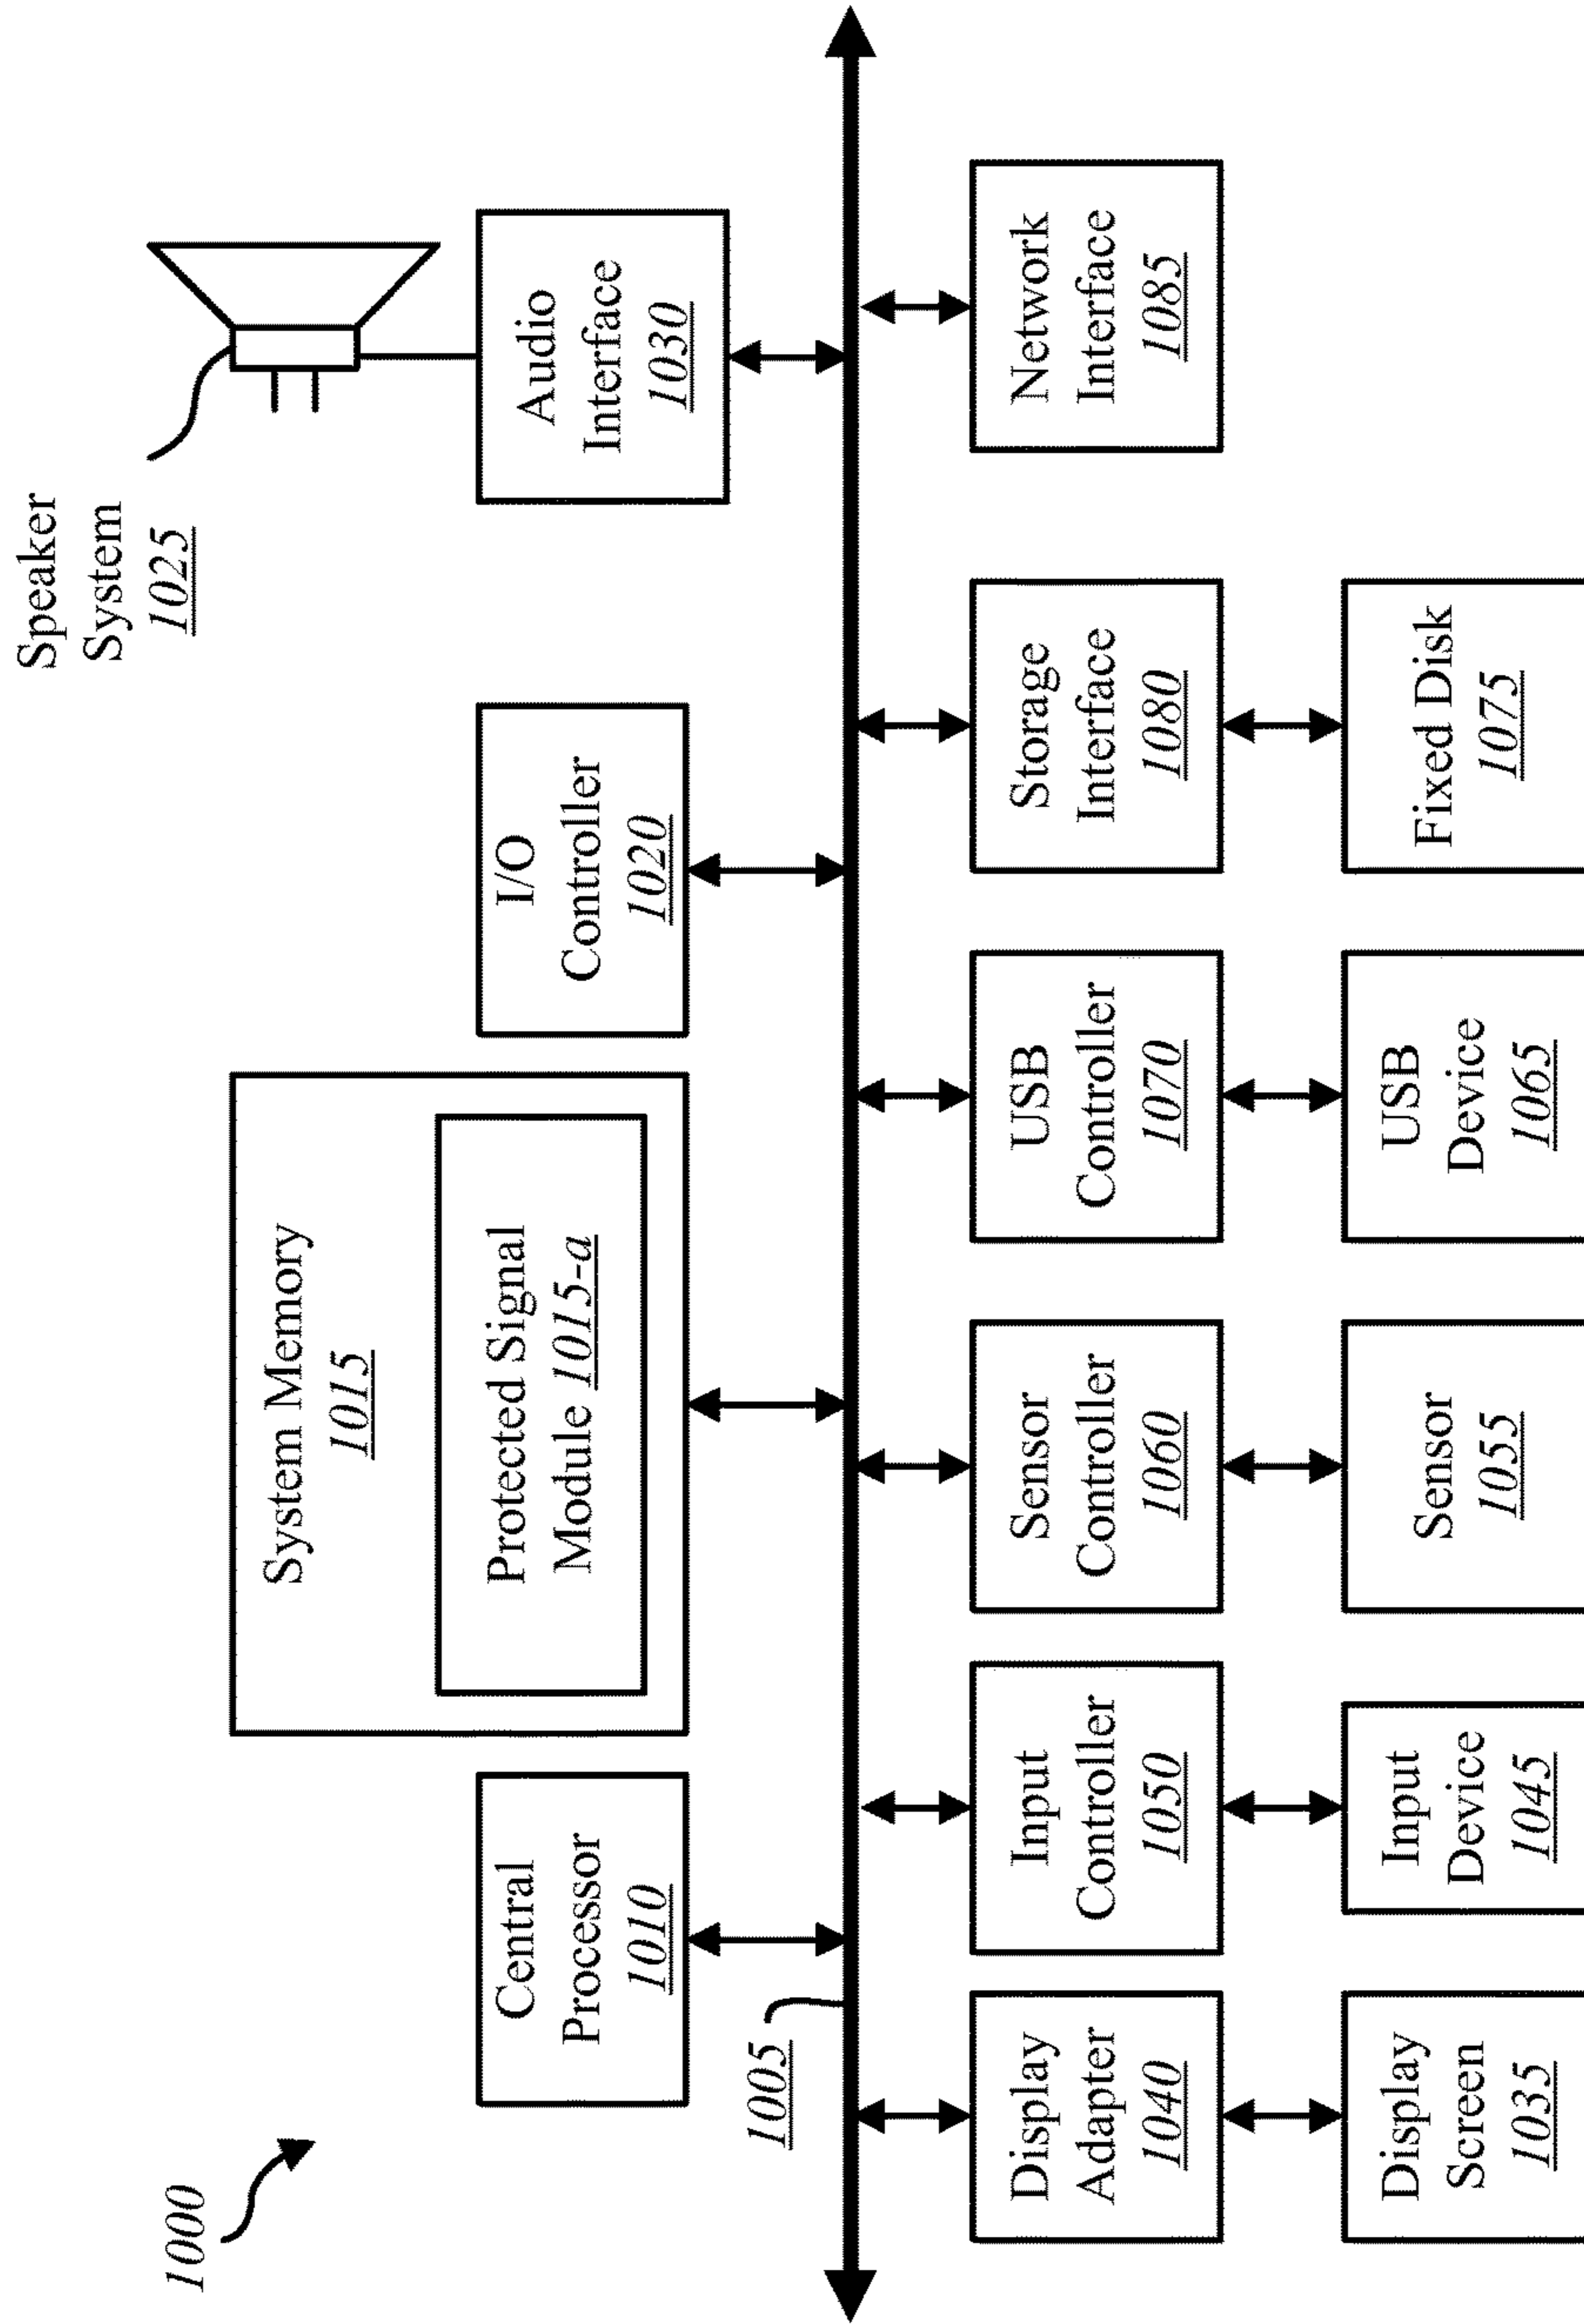 1000
Speaker
System
1025
System Memory
1015
Central
Processor
1010
Protected Signal
Module 1015-a
I/O
Controller
1020
Audio
Interface
1030
1005
Display
Adapter
1040
Input
Controller
1050
Sensor
Controller
1060
USB
Controller
1070
Storage
Interface
1080
Network
Interface
1085
Display
Screen
1035
Input
Device
1045
Sensor
1055
USB
Device
1065
Fixed Disk
1075